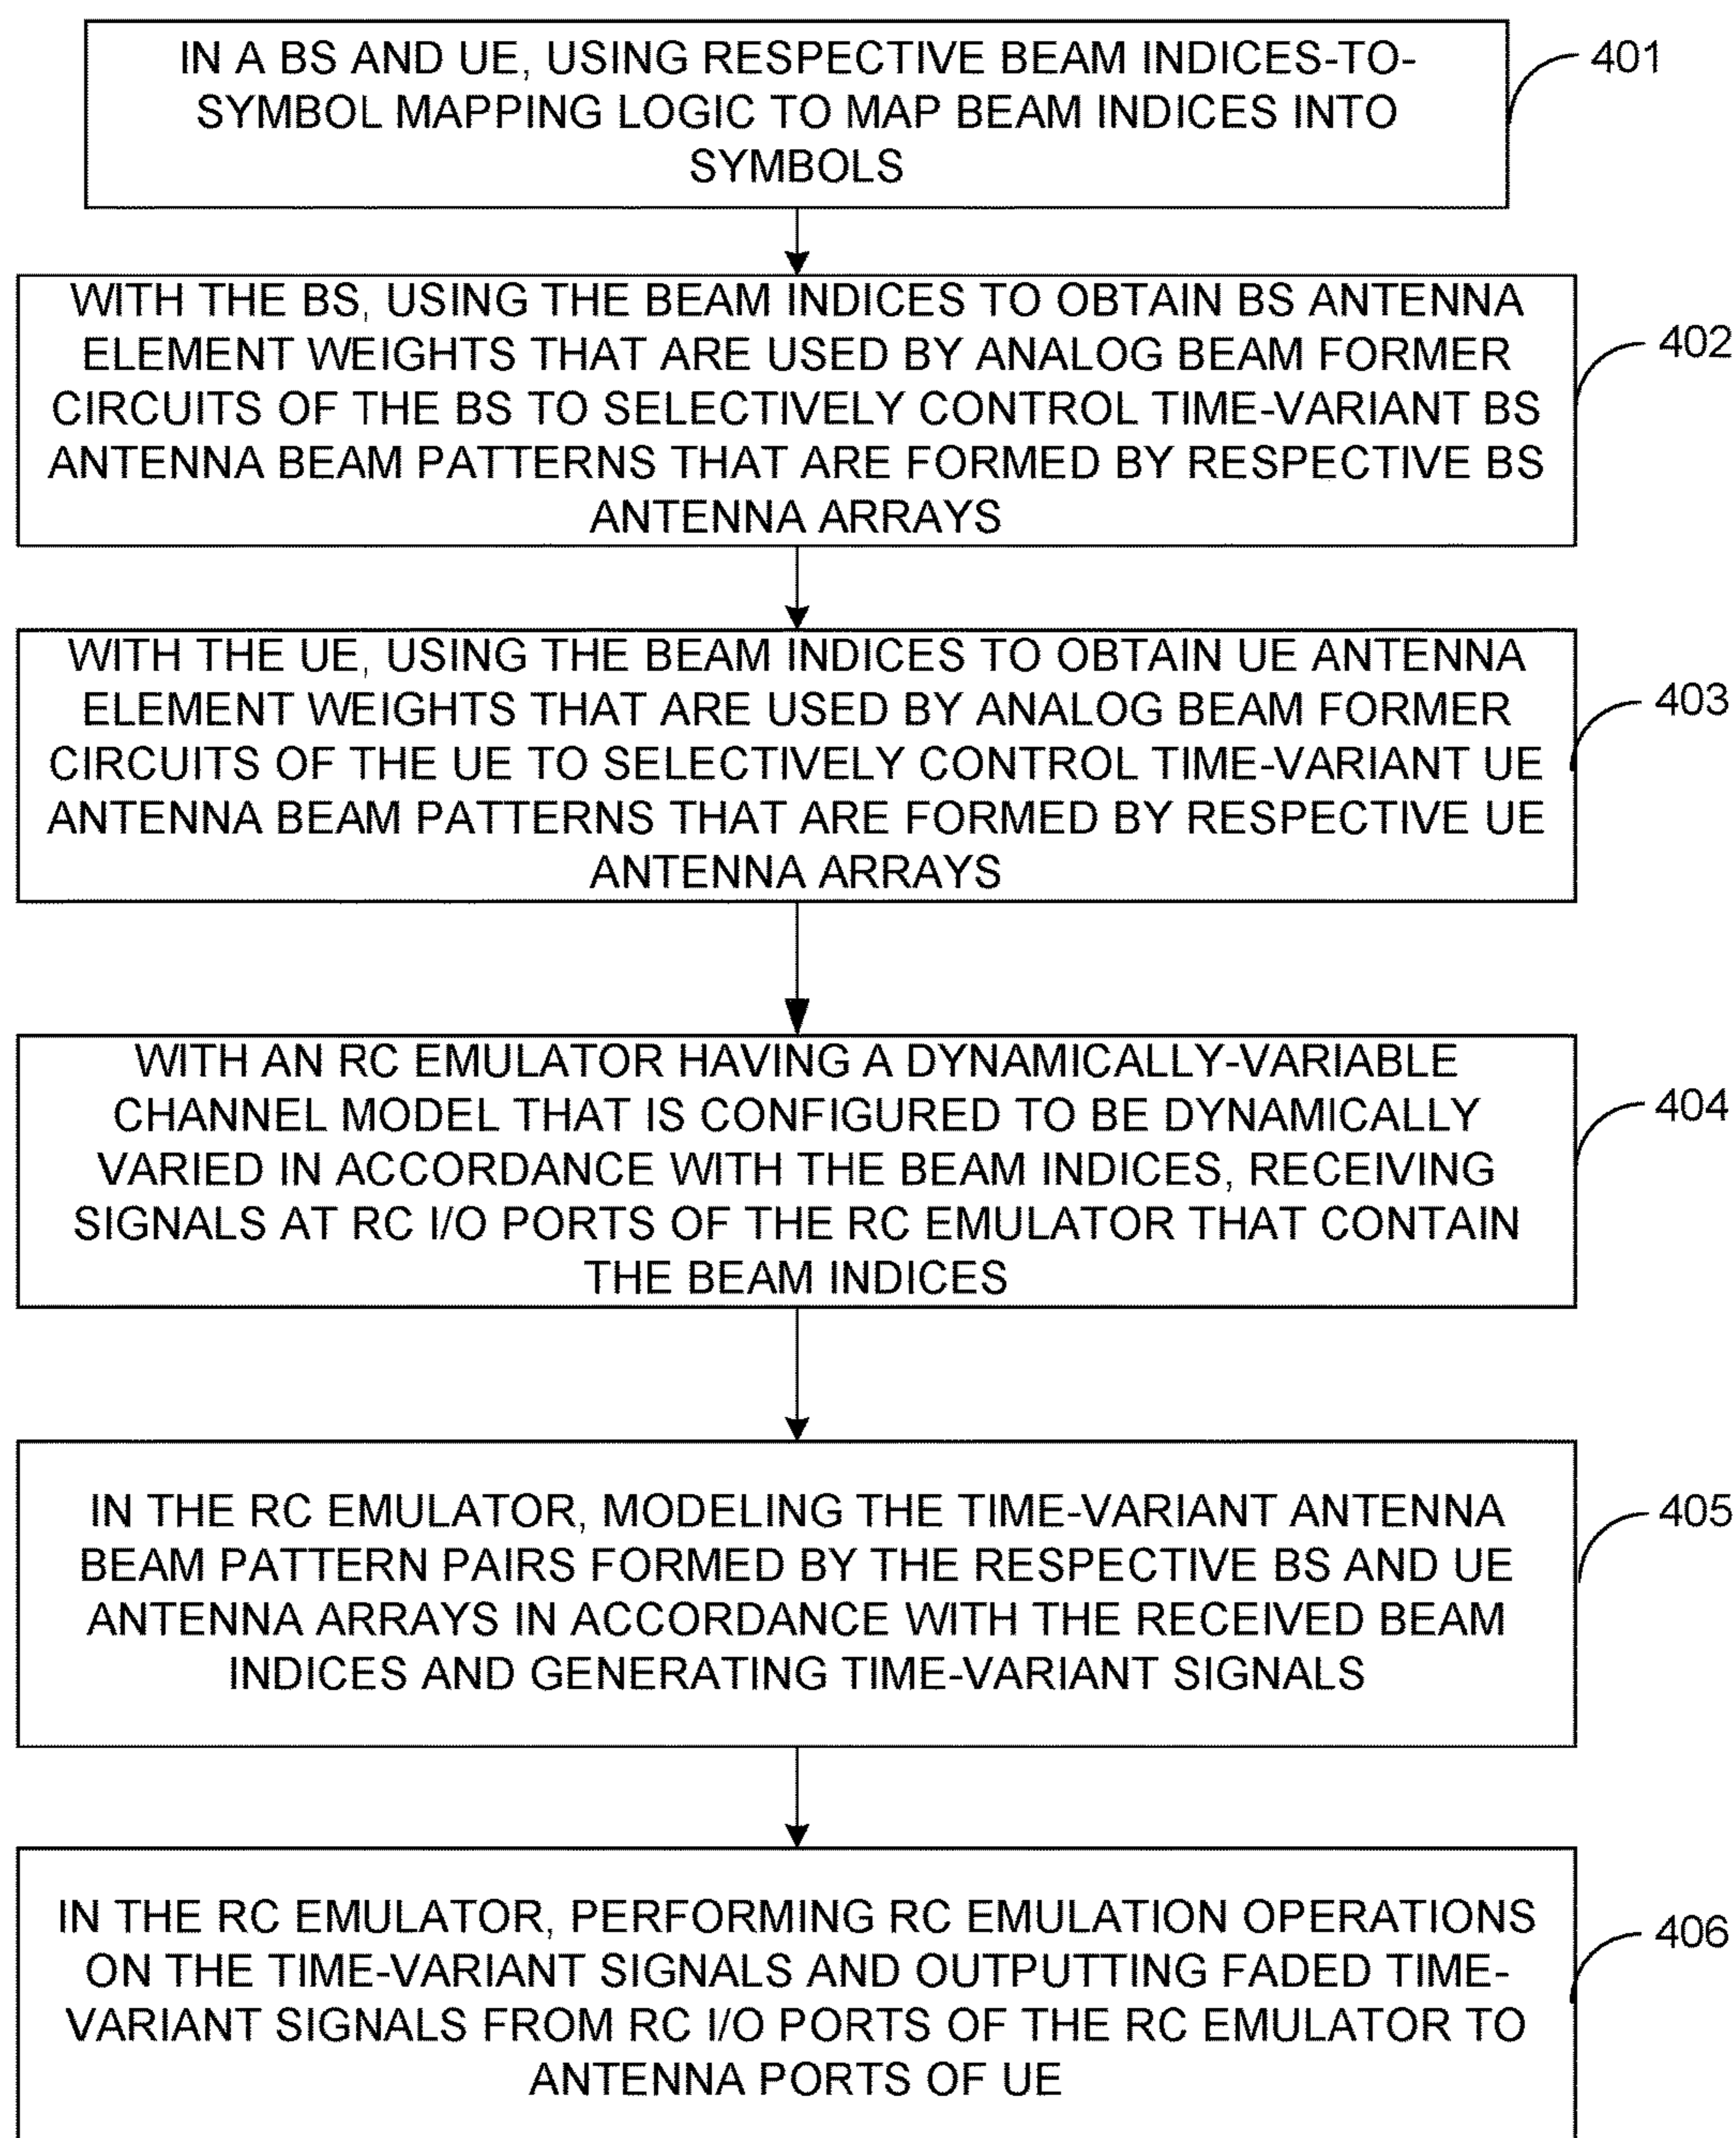 IN A BS AND UE, USING RESPECTIVE BEAM INDICES-TO-
SYMBOL MAPPING LOGIC TO MAP BEAM INDICES INTO
SYMBOLS
401
WITH THE BS, USING THE BEAM INDICES TO OBTAIN BS ANTENNA
ELEMENT WEIGHTS THAT ARE USED BY ANALOG BEAM FORMER
CIRCUITS OF THE BS TO SELECTIVELY CONTROL TIME-VARIANT BS
ANTENNA BEAM PATTERNS THAT ARE FORMED BY RESPECTIVE BS
ANTENNA ARRAYS
402
WITH THE UE, USING THE BEAM INDICES TO OBTAIN UE ANTENNA
ELEMENT WEIGHTS THAT ARE USED BY ANALOG BEAM FORMER
CIRCUITS OF THE UE TO SELECTIVELY CONTROL TIME-VARIANT UE
ANTENNA BEAM PATTERNS THAT ARE FORMED BY RESPECTIVE UE
ANTENNA ARRAYS
403
WITH AN RC EMULATOR HAVING A DYNAMICALLY-VARIABLE
CHANNEL MODEL THAT IS CONFIGURED TO BE DYNAMICALLY
VARIED IN ACCORDANCE WITH THE BEAM INDICES, RECEIVING
SIGNALS AT RC I/O PORTS OF THE RC EMULATOR THAT CONTAIN
THE BEAM INDICES
404
IN THE RC EMULATOR, MODELING THE TIME-VARIANT ANTENNA
BEAM PATTERN PAIRS FORMED BY THE RESPECTIVE BS AND UE
ANTENNA ARRAYS IN ACCORDANCE WITH THE RECEIVED BEAM
INDICES AND GENERATING TIME-VARIANT SIGNALS
405
IN THE RC EMULATOR, PERFORMING RC EMULATION OPERATIONS
ON THE TIME-VARIANT SIGNALS AND OUTPUTTING FADED TIME-
VARIANT SIGNALS FROM RC I/O PORTS OF THE RC EMULATOR TO
ANTENNA PORTS OF UE
406